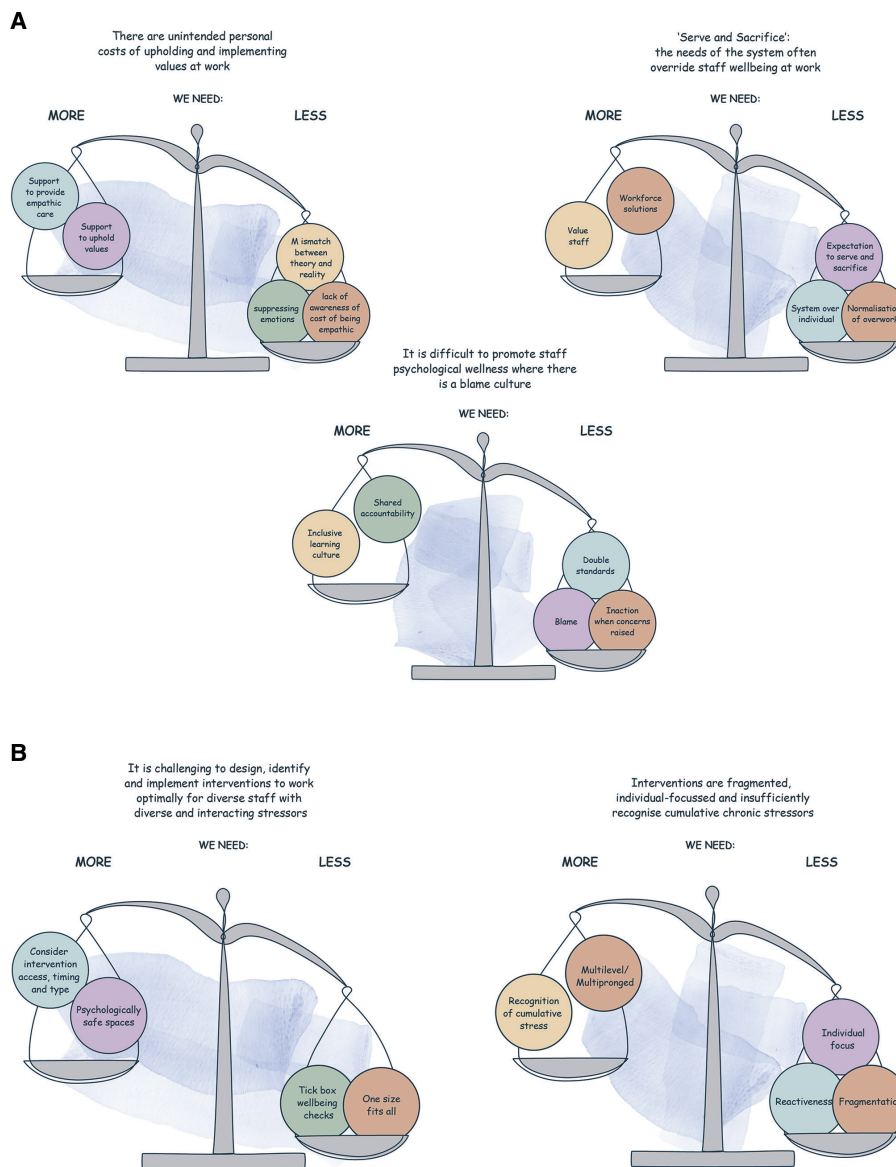 A
There are unintended personal
costs of upholding and implementing
values at work
WE NEED:
MORE
LESS
Support
to provide
empathic
care
Support
to uphold
values
M ismatch
between
theory and
reality
suppressing
emotions
lack of
awareness of
cost of being
empathic
'Serve and Sacrifice':
the needs of the system often
override staff wellbeing at work
WE NEED:
MORE
LESS
Value
staff
Workforce
solutions
Expectation
to serve and
sacrifice
System over
individual
Normalisation
of overwork
It is difficult to promote staff
psychological wellness where there
is a blame culture
WE NEED:
MORE
LESS
Inclusive
learning
culture
Shared
accountability
Double
standards
Blame
Inaction
when concerns
raised
B
It is challenging to design, identify
and implement interventions to work
optimally for diverse staff with
diverse and interacting stressors
WE NEED:
MORE
LESS
Consider
intervention
access, timing
and type
Psychologically
safe spaces
Tick box
wellbeing
checks
One size
fits all
Interventions are fragmented,
individual-focussed and insufficiently
recognise cumulative chronic stressors
WE NEED:
MORE
LESS
Recognition
of cumulative
stress
Multilevel/
Multipronged
Individual
focus
Reactiveness
Fragmentation